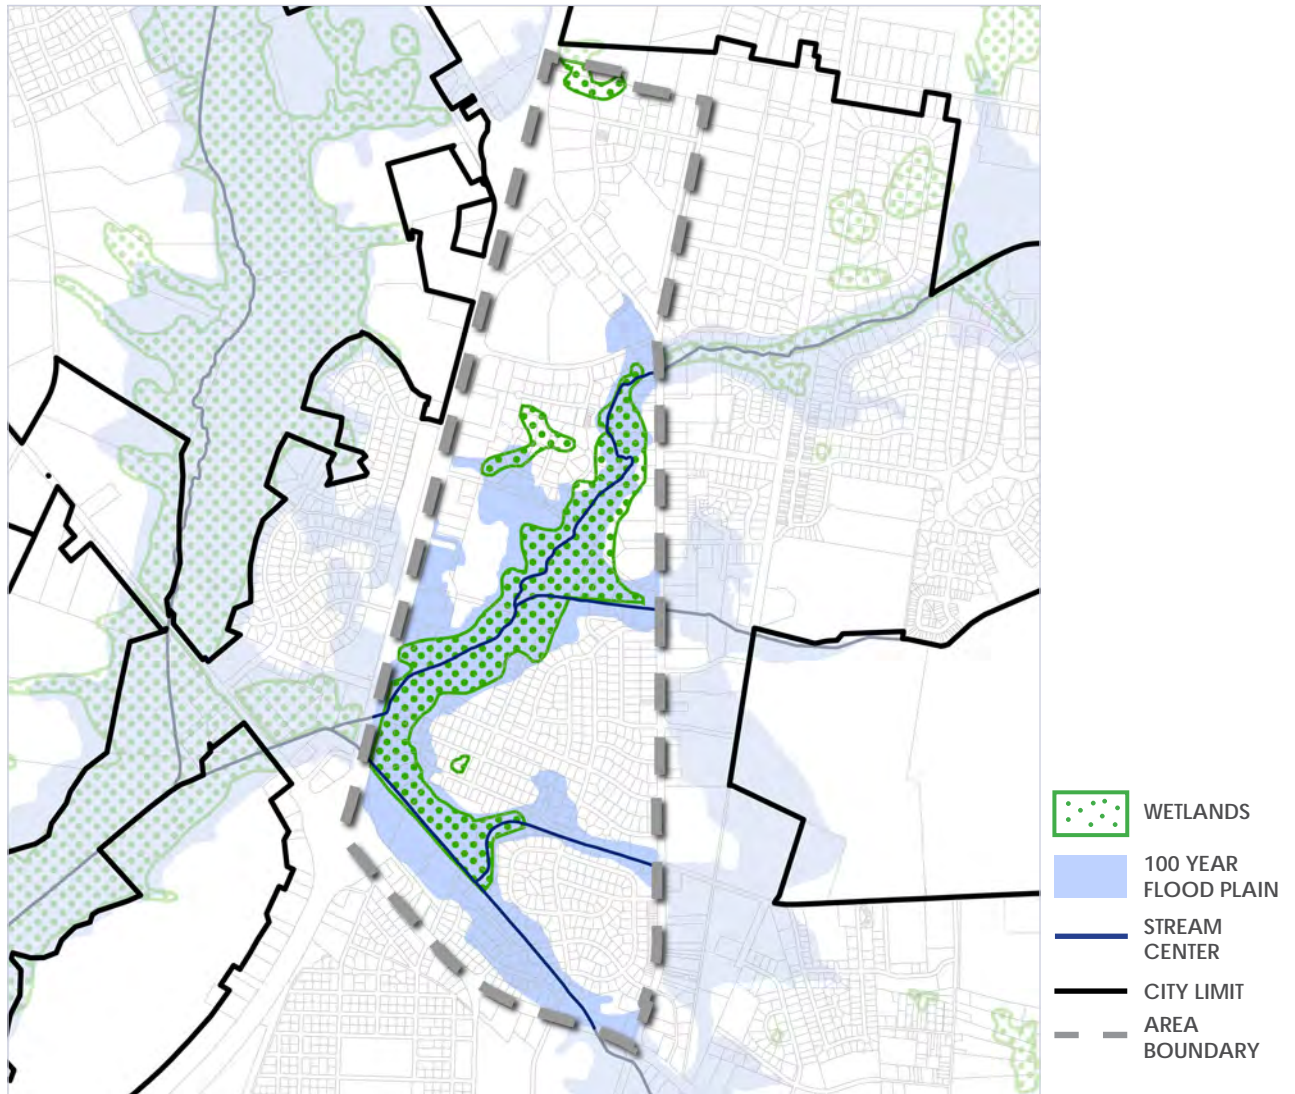 WETLANDS
100 YEAR
FLOOD PLAIN
STREAM
CENTER
CITY LIMIT
AREA
BOUNDARY